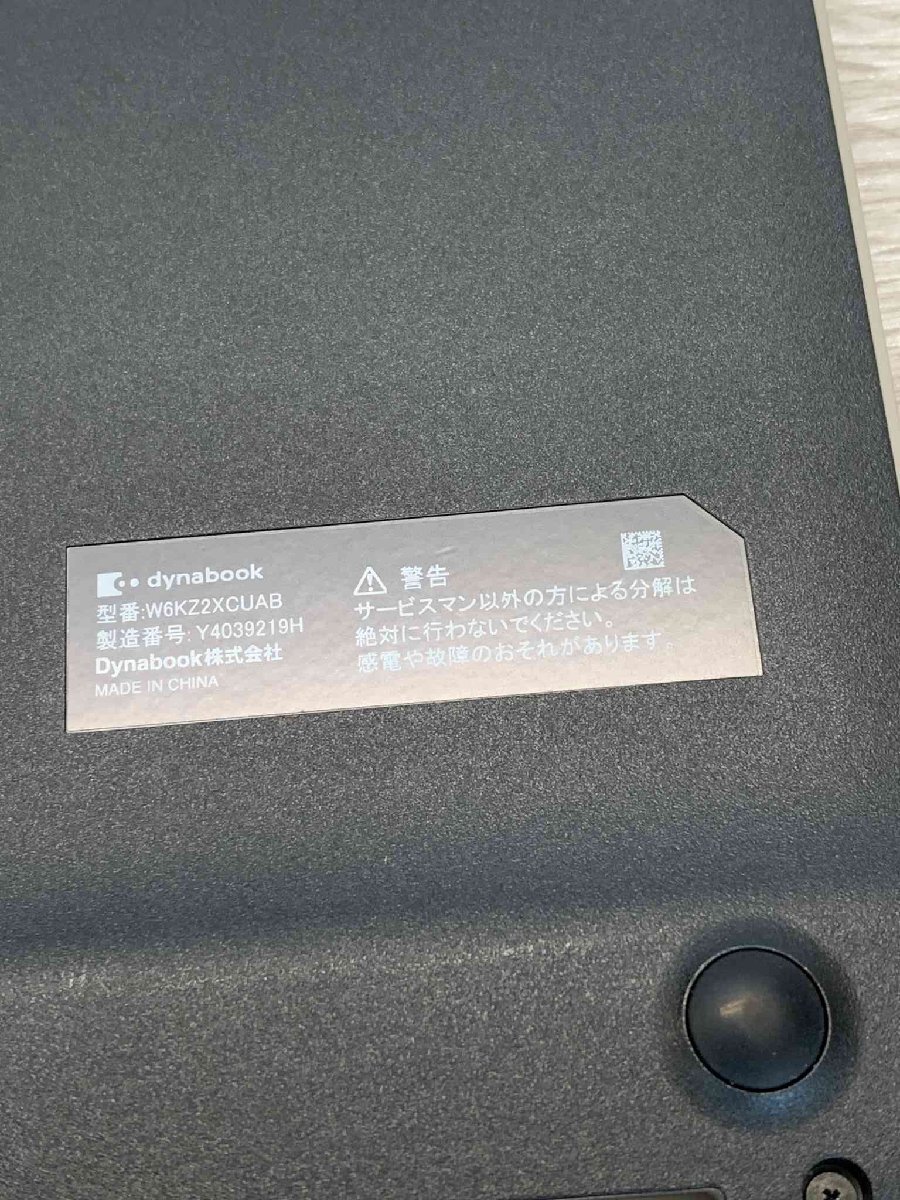 dynabook
型番:W6KZ2XCUAB
製造番号: Y4039219H
Dynabook株式会社
MADE IN CHINA
警告
サービスマン以外の方による分解は
絶対に行わないでください。
感電や故障のおそれがあります。